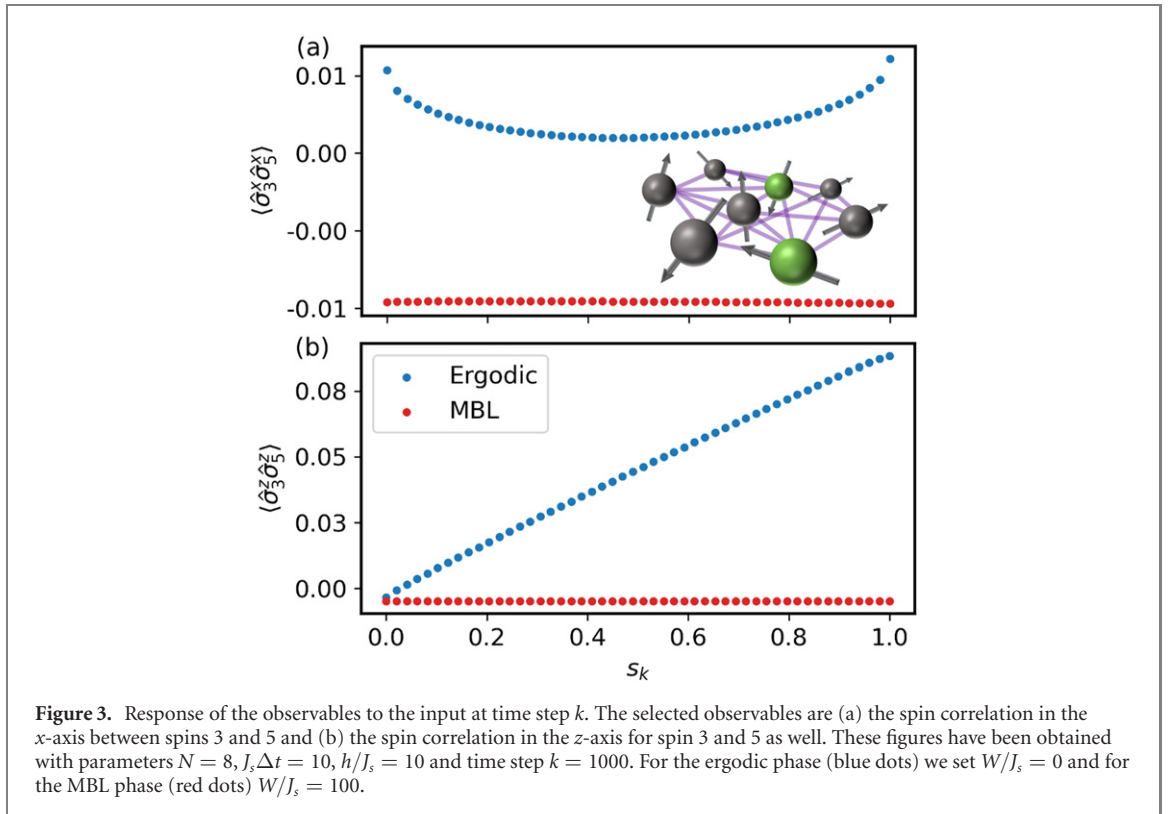 (a)
0.01
0.00
-0.00
-0.01
⟨σ̂₃ˣσ̂₅ˣ⟩
(b)
Ergodic
MBL
0.08
0.05
0.03
0.00
⟨σ̂₃ᶻσ̂₅ᶻ⟩
0.0 0.2 0.4 0.6 0.8 1.0
sₖ
Figure 3. Response of the observables to the input at time step k. The selected observables are (a) the spin correlation in the
x-axis between spins 3 and 5 and (b) the spin correlation in the z-axis for spin 3 and 5 as well. These figures have been obtained
with parameters N = 8, JₛΔt = 10, h/Jₛ = 10 and time step k = 1000. For the ergodic phase (blue dots) we set W/Jₛ = 0 and for
the MBL phase (red dots) W/Jₛ = 100.